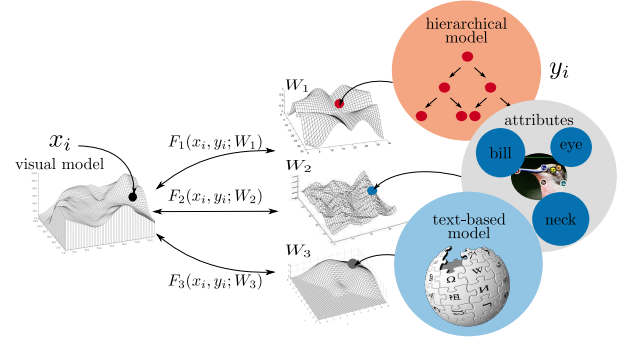 hierarchical
model
y_i
W_1
x_i
visual model
F_1(x_i, y_i; W_1)
attributes
bill
eye
neck
W_2
F_2(x_i, y_i; W_2)
text-based
model
Ω
W
W_3
F_3(x_i, y_i; W_3)